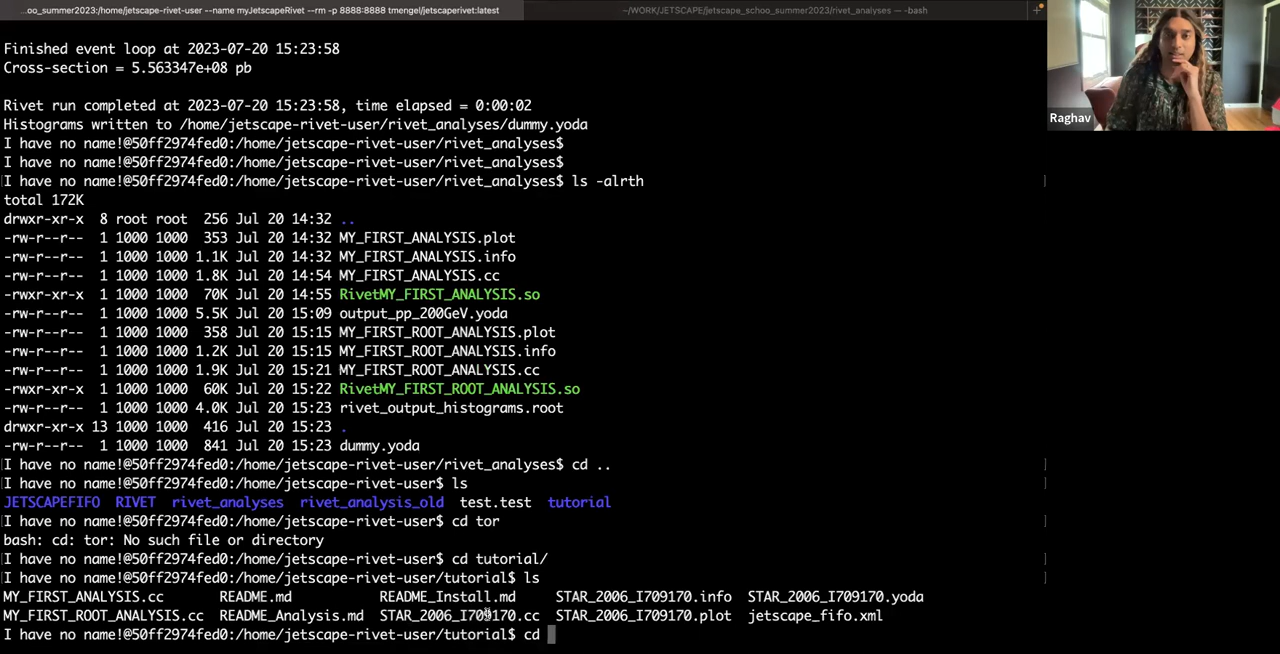 ...oo_summer2023:/home/jetscape-rivet-user --name myJetscapeRivet --rm -p 8888:8888 tmengel/jetscaperivet:latest
~/WORK/JETSCAPE/jetscape_schoo_summer2023/rivet_analyses — -bash
Raghav
Finished event loop at 2023-07-20 15:23:58
Cross-section = 5.563347e+08 pb
Rivet run completed at 2023-07-20 15:23:58, time elapsed = 0:00:02
Histograms written to /home/jetscape-rivet-user/rivet_analyses/dummy.yoda
I have no name!@50ff2974fed0:/home/jetscape-rivet-user/rivet_analyses$
I have no name!@50ff2974fed0:/home/jetscape-rivet-user/rivet_analyses$
I have no name!@50ff2974fed0:/home/jetscape-rivet-user/rivet_analyses$ ls -alrth
total 172K
drwxr-xr-x 8 root root 256 Jul 20 14:32 ..
-rw-r--r-- 1 1000 1000 353 Jul 20 14:32 MY_FIRST_ANALYSIS.plot
-rw-r--r-- 1 1000 1000 1.1K Jul 20 14:32 MY_FIRST_ANALYSIS.info
-rw-r--r-- 1 1000 1000 1.8K Jul 20 14:54 MY_FIRST_ANALYSIS.cc
-rwxr-xr-x 1 1000 1000 70K Jul 20 14:55 RivetMY_FIRST_ANALYSIS.so
-rw-r--r-- 1 1000 1000 5.5K Jul 20 15:09 output_pp_200GeV.yoda
-rw-r--r-- 1 1000 1000 358 Jul 20 15:15 MY_FIRST_ROOT_ANALYSIS.plot
-rw-r--r-- 1 1000 1000 1.2K Jul 20 15:15 MY_FIRST_ROOT_ANALYSIS.info
-rw-r--r-- 1 1000 1000 1.9K Jul 20 15:21 MY_FIRST_ROOT_ANALYSIS.cc
-rwxr-xr-x 1 1000 1000 60K Jul 20 15:22 RivetMY_FIRST_ROOT_ANALYSIS.so
-rw-r--r-- 1 1000 1000 4.0K Jul 20 15:23 rivet_output_histograms.root
drwxr-xr-x 13 1000 1000 416 Jul 20 15:23 .
-rw-r--r-- 1 1000 1000 841 Jul 20 15:23 dummy.yoda
I have no name!@50ff2974fed0:/home/jetscape-rivet-user/rivet_analyses$ cd ..
I have no name!@50ff2974fed0:/home/jetscape-rivet-user$ ls
JETSCAPEFIFO RIVET rivet_analyses rivet_analysis_old test.test tutorial
I have no name!@50ff2974fed0:/home/jetscape-rivet-user$ cd tor
bash: cd: tor: No such file or directory
I have no name!@50ff2974fed0:/home/jetscape-rivet-user$ cd tutorial/
I have no name!@50ff2974fed0:/home/jetscape-rivet-user/tutorial$ ls
MY_FIRST_ANALYSIS.cc README.md README_Install.md STAR_2006_I709170.info STAR_2006_I709170.yoda
MY_FIRST_ROOT_ANALYSIS.cc README_Analysis.md STAR_2006_I709170.cc STAR_2006_I709170.plot jetscape_fifo.xml
I have no name!@50ff2974fed0:/home/jetscape-rivet-user/tutorial$ cd